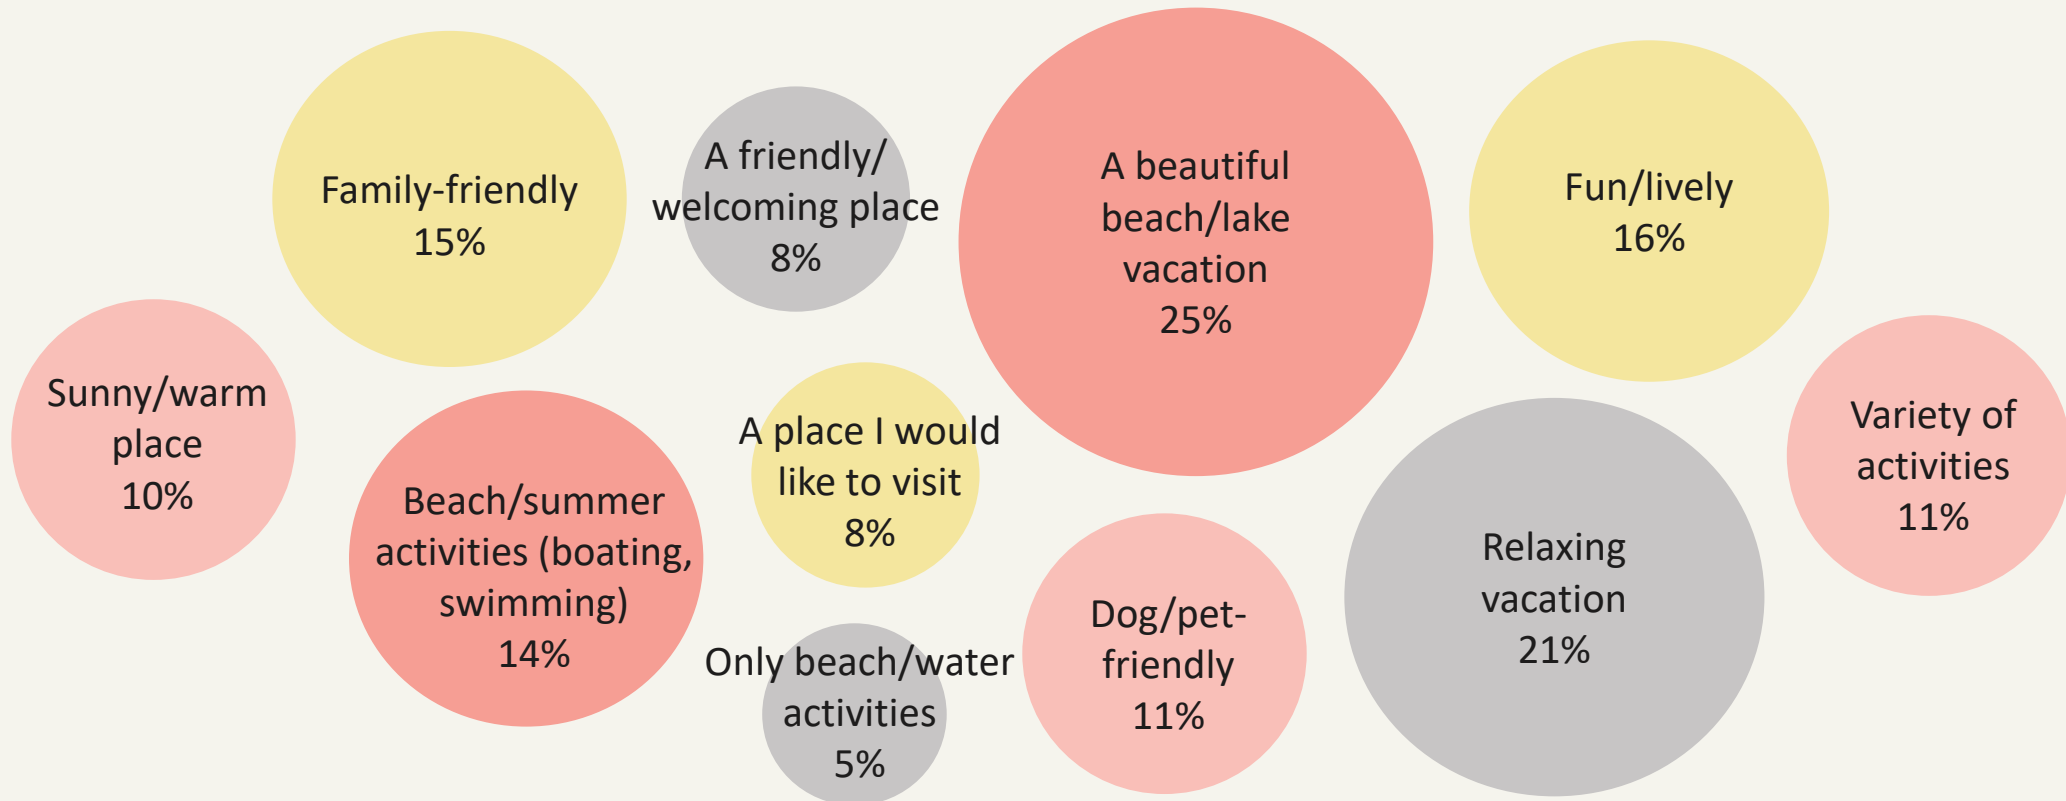 Family-friendly
15%
A friendly/
welcoming place
8%
A beautiful
beach/lake
vacation
25%
Fun/lively
16%
Sunny/warm
place
10%
Beach/summer
activities (boating,
swimming)
14%
A place I would
like to visit
8%
Variety of
activities
11%
Only beach/water
activities
5%
Dog/pet-
friendly
11%
Relaxing
vacation
21%